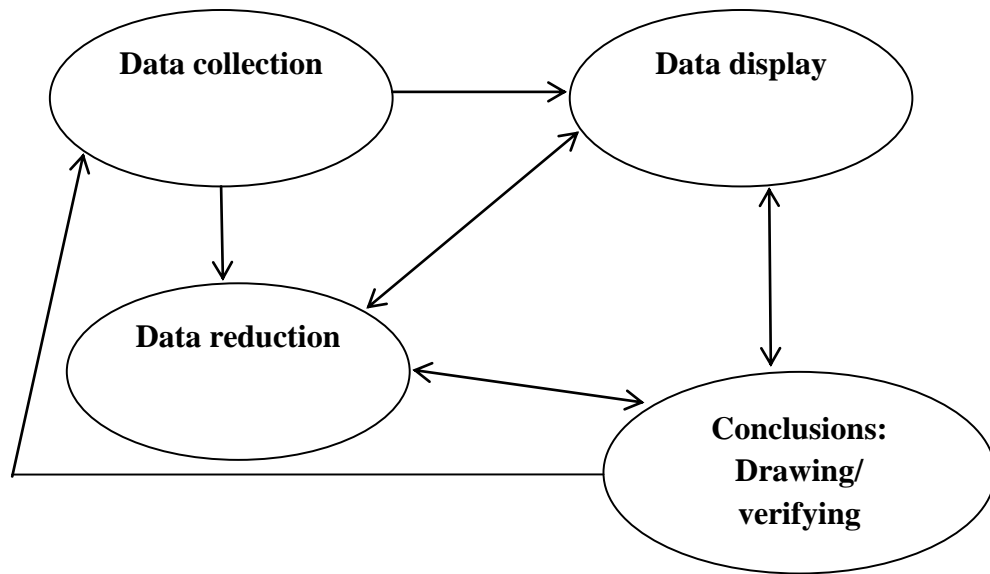 Data collection
Data display
Data reduction
Conclusions:
Drawing/
verifying